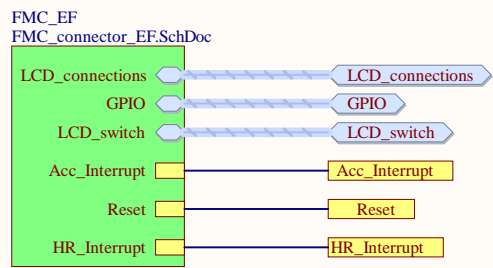 FMC_EF
FMC_connector_EF.SchDoc
LCD_connections LCD_connections
GPIO GPIO
LCD_switch LCD_switch
Acc_Interrupt Acc_Interrupt
Reset Reset
HR_Interrupt HR_Interrupt